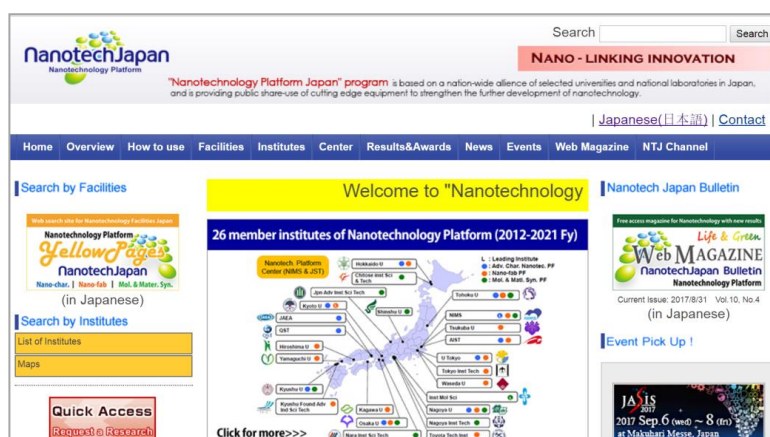 Search
Search
NanotechJapan
Nanotechnology Platform
NANO - LINKING INNOVATION
"Nanotechnology Platform Japan" program is based on a nation-wide allience of selected universities and national laboratories in Japan,
and is providing public share-use of cutting edge equipment to strengthen the further development of nanotechnology.
| Japanese(日本語) | Contact
Home Overview How to use Facilities Institutes Center Results&Awards News Events Web Magazine NTJ Channel
Search by Facilities
Web search site for Nanotechnology Facilities Japan
Nanotechnology Platform
YellowPages
NanotechJapan
Nano-char. | Nano-fab | Mol. & Mater. Syn.
(in Japanese)
Search by Institutes
List of Institutes
Maps
Quick Access
Request a Research
Welcome to "Nanotechnology
26 member institutes of Nanotechnology Platform (2012-2021 Fy)
Nanotech. Platform
Center (NIMS & JST)
L : Leading Institute
: Adv. Char. Nanotec. PF
: Nano-fab PF
: Mol. & Mati. Syn. PF
Hokkaido U
Chitose Inst Sci
& Tech
Jpn Adv Inst Sci Tech
Tohoku U
Kyoto U
Shinshu U
JAEA
NIMS
QST
Tsukuba U
AIST
Hiroshima U
Yamaguchi U
U Tokyo
Tokyo Inst Tech
Waseda U
Kyushu U
Inst Mol Sci
Kyushu Found Adv
Ind Sci Tech
Kagawa U
Nagoya U
Osaka U
Nagoya Inst Tech
Click for more>>>
Nara Inst Sci Tech
Toyota Tech Inst
Nanotech Japan Bulletin
Free access magazine for Nanotechnology with new results
Life & Green
Web MAGAZINE
NanotechJapan Bulletin
Nanotechnology Platform
Current Issue: 2017/8/31 Vol.10, No.4
(in Japanese)
Event Pick Up !
JASIS
2017
2017 Sep.6 (wed) ~ 8 (fri)
at Makuhari Messe, Japan